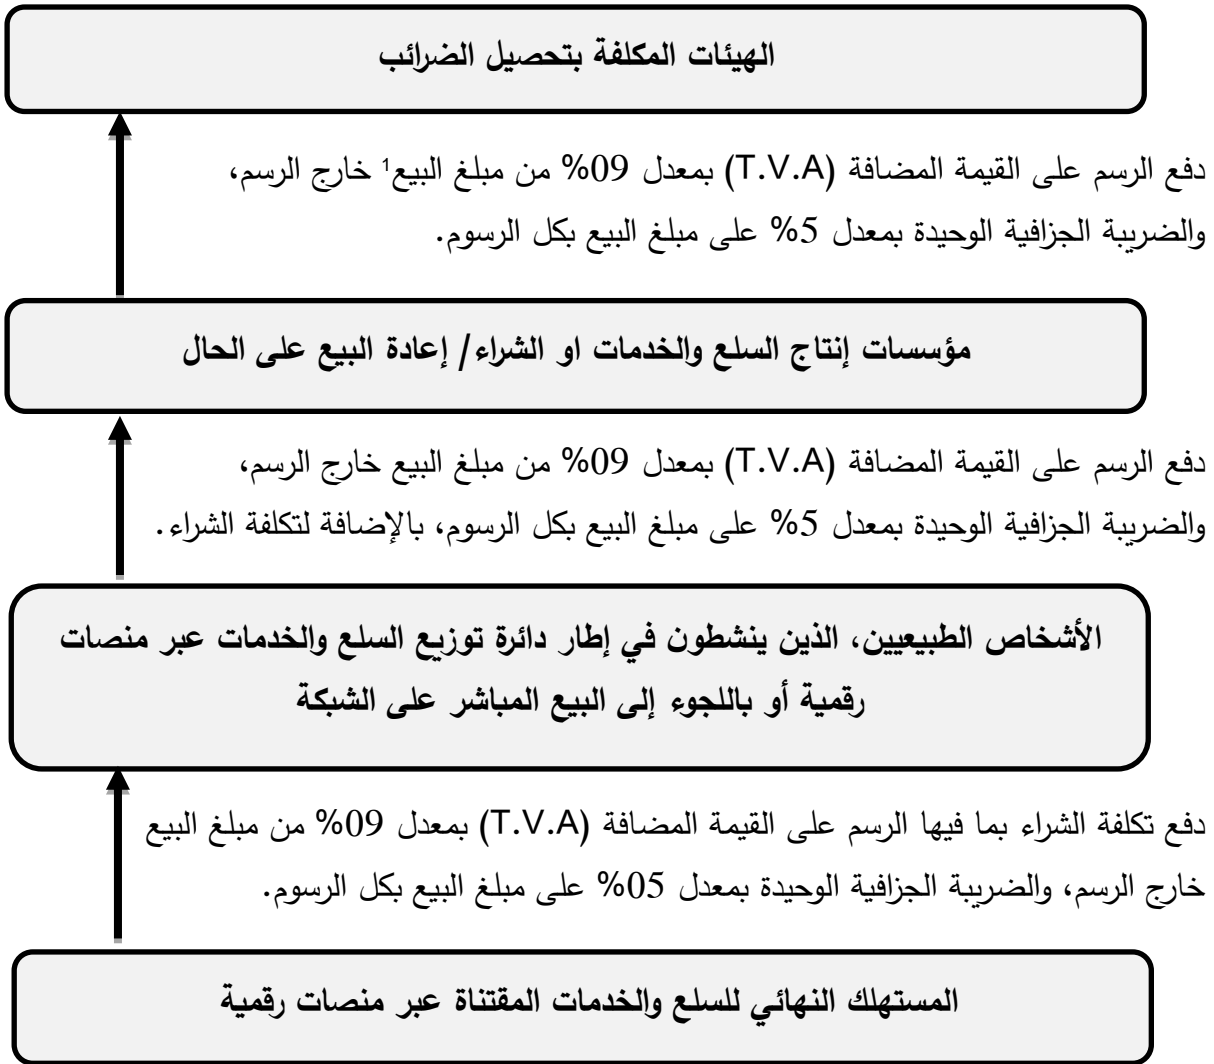 الهيئات المكلفة بتحصيل الضرائب
دفع الرسم على القيمة المضافة (T.V.A) بمعدل 09% من مبلغ البيع¹ خارج الرسم،
والضريبة الجزافية الوحيدة بمعدل 5% على مبلغ البيع بكل الرسوم.
مؤسسات إنتاج السلع والخدمات او الشراء/ إعادة البيع على الحال
دفع الرسم على القيمة المضافة (T.V.A) بمعدل 09% من مبلغ البيع خارج الرسم،
والضريبة الجزافية الوحيدة بمعدل 5% على مبلغ البيع بكل الرسوم، بالإضافة لتكلفة الشراء.
الأشخاص الطبيعيين، الذين ينشطون في إطار دائرة توزيع السلع والخدمات عبر منصات
رقمية أو باللجوء إلى البيع المباشر على الشبكة
دفع تكلفة الشراء بما فيها الرسم على القيمة المضافة (T.V.A) بمعدل 09% من مبلغ البيع
خارج الرسم، والضريبة الجزافية الوحيدة بمعدل 05% على مبلغ البيع بكل الرسوم.
المستهلك النهائي للسلع والخدمات المقتناة عبر منصات رقمية